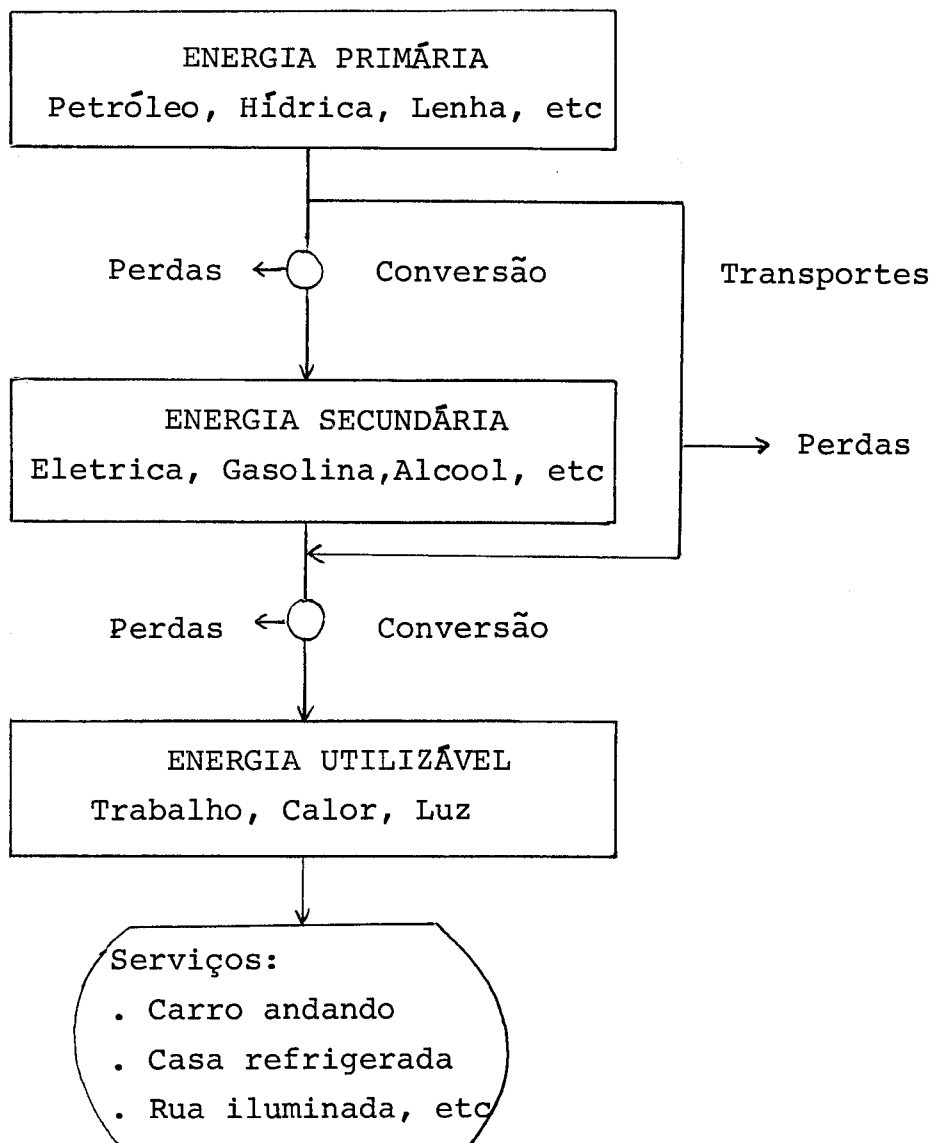 ENERGIA PRIMÁRIA
Petróleo, Hídrica, Lenha, etc
Perdas
Conversão
Transportes
ENERGIA SECUNDÁRIA
Eletrica, Gasolina,Alcool, etc
Perdas
Perdas
Conversão
ENERGIA UTILIZÁVEL
Trabalho, Calor, Luz
Serviços:
. Carro andando
. Casa refrigerada
. Rua iluminada, etc